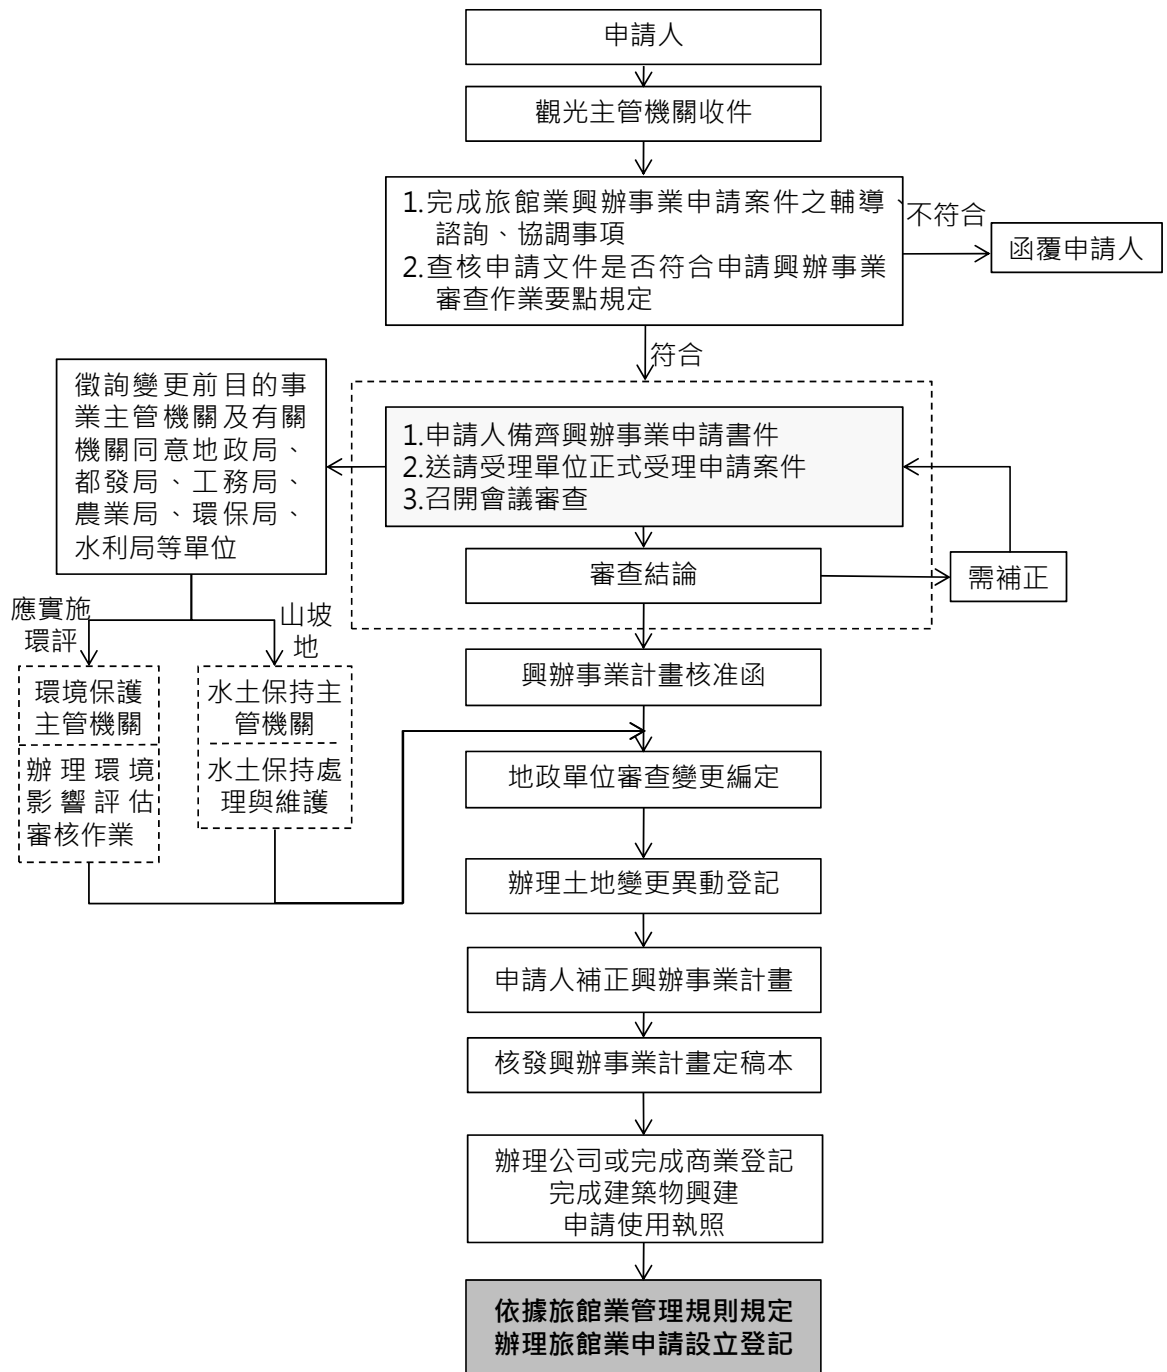 申請人
觀光主管機關收件
1.完成旅館業興辦事業申請案件之輔導、
諮詢、協調事項
2.查核申請文件是否符合申請興辦事業
審查作業要點規定
不符合
函覆申請人
符合
徵詢變更前目的事
業主管機關及有關
機關同意地政局、
都發局、工務局、
農業局、環保局、
水利局等單位
1.申請人備齊興辦事業申請書件
2.送請受理單位正式受理申請案件
3.召開會議審查
審查結論
需補正
應實施
環評
山坡
地
環境保護
主管機關
辦理環境
影響評估
審核作業
水土保持主
管機關
水土保持處
理與維護
興辦事業計畫核准函
地政單位審查變更編定
辦理土地變更異動登記
申請人補正興辦事業計畫
核發興辦事業計畫定稿本
辦理公司或完成商業登記
完成建築物興建
申請使用執照
依據旅館業管理規則規定
辦理旅館業申請設立登記